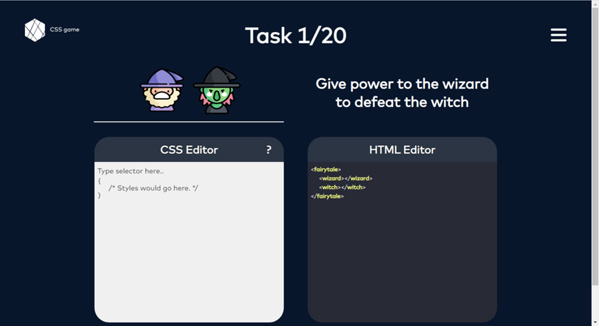 CSS game
Task 1/20
Give power to the wizard
to defeat the witch
CSS Editor
?
Type selector here..
{
/* Styles would go here. */
}
HTML Editor
<fairytale>
<wizard></wizard>
<witch></witch>
</fairytale>